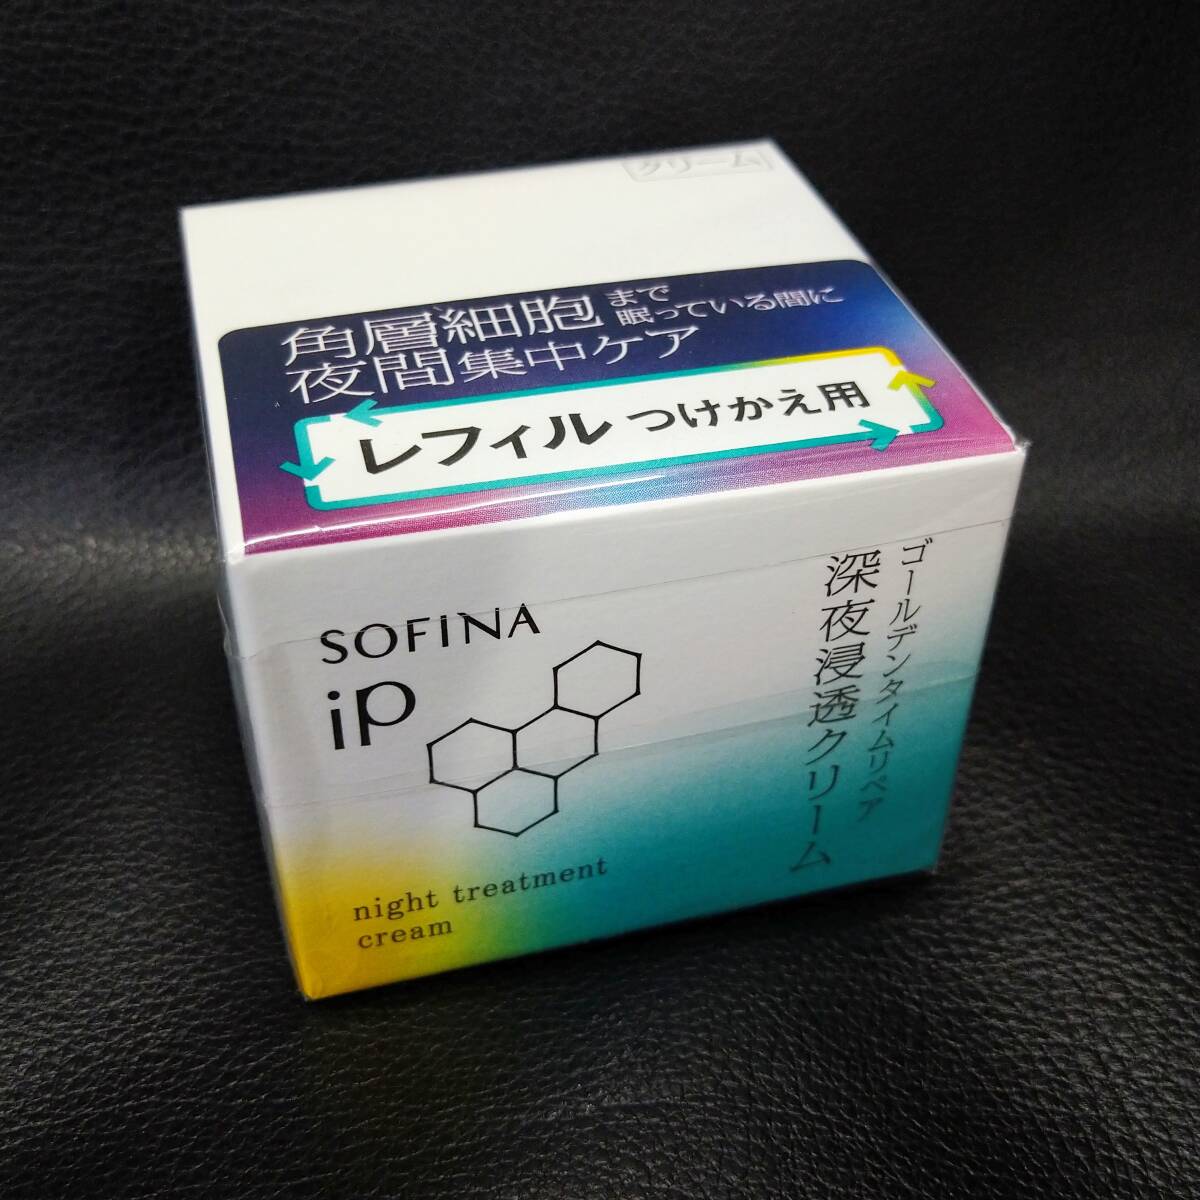 クリーム
角層細胞まで
眠っている間に
夜間集中ケア
レフィル つけかえ用
SOFINA
iP
ゴールデンタイムリペア
深夜浸透クリーム
night treatment
cream